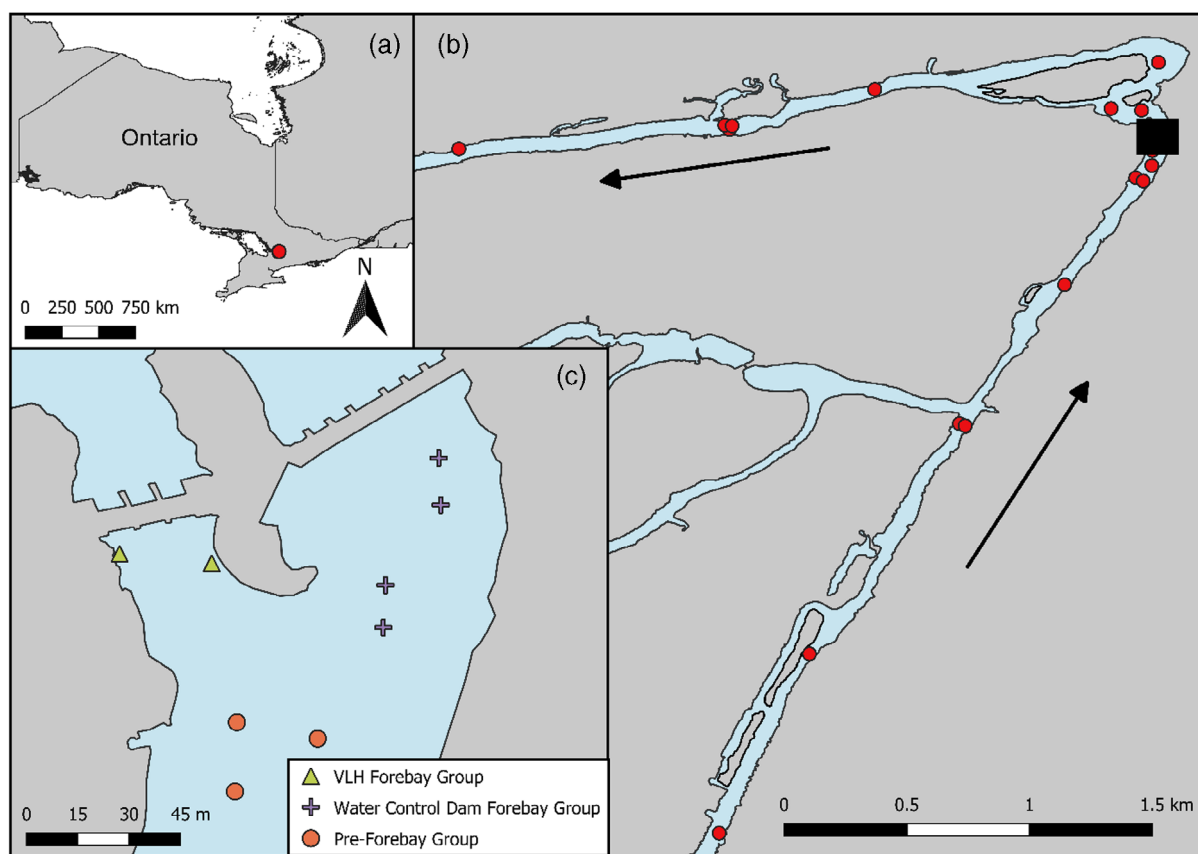 (a)
Ontario
N
0 250 500 750 km
(b)
0 0.5 1 1.5 km
(c)
0 15 30 45 m
VLH Forebay Group
Water Control Dam Forebay Group
Pre-Forebay Group